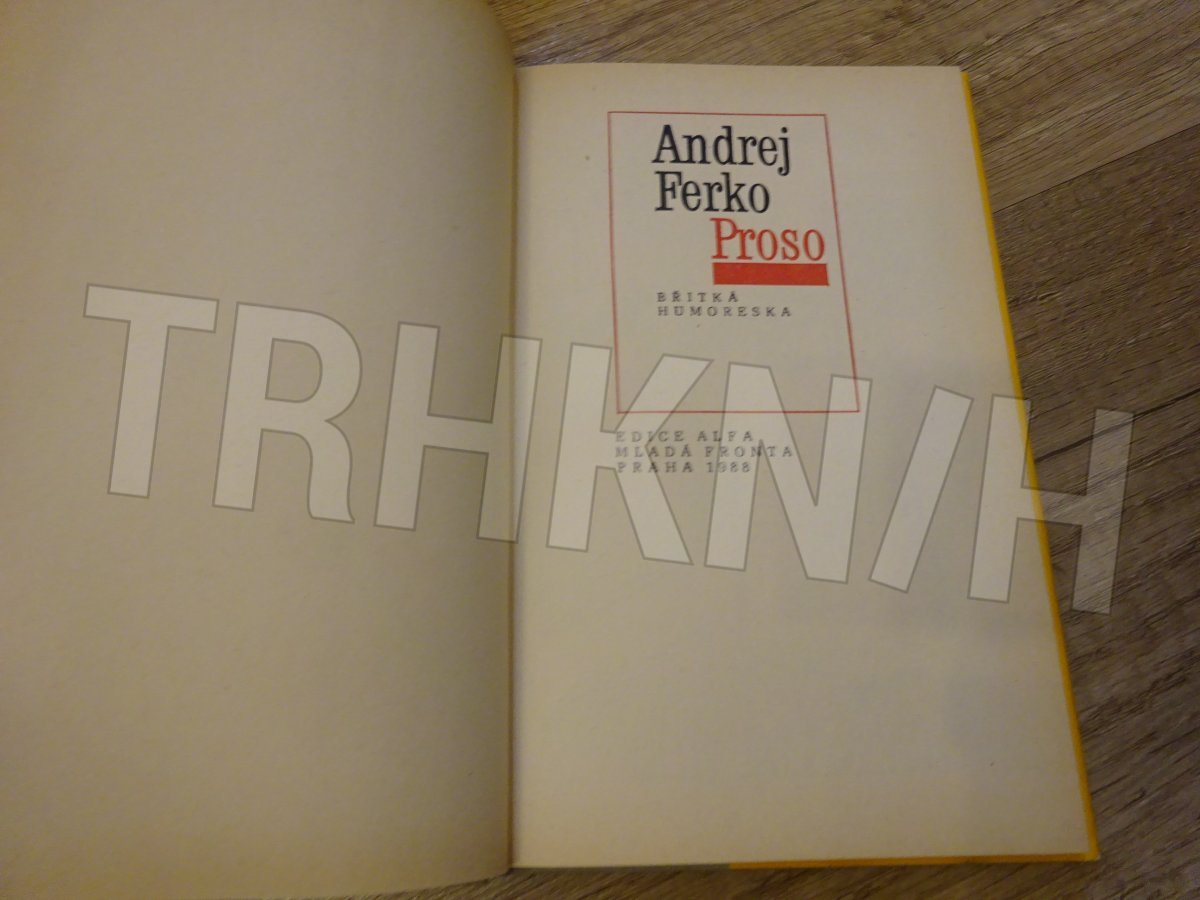 Andrej
Ferko
Proso
BŘITKÁ
HUMORESKA
EDICE ALFA
MLADÁ FRONTA
PRAHA 1988
TRHKNIH